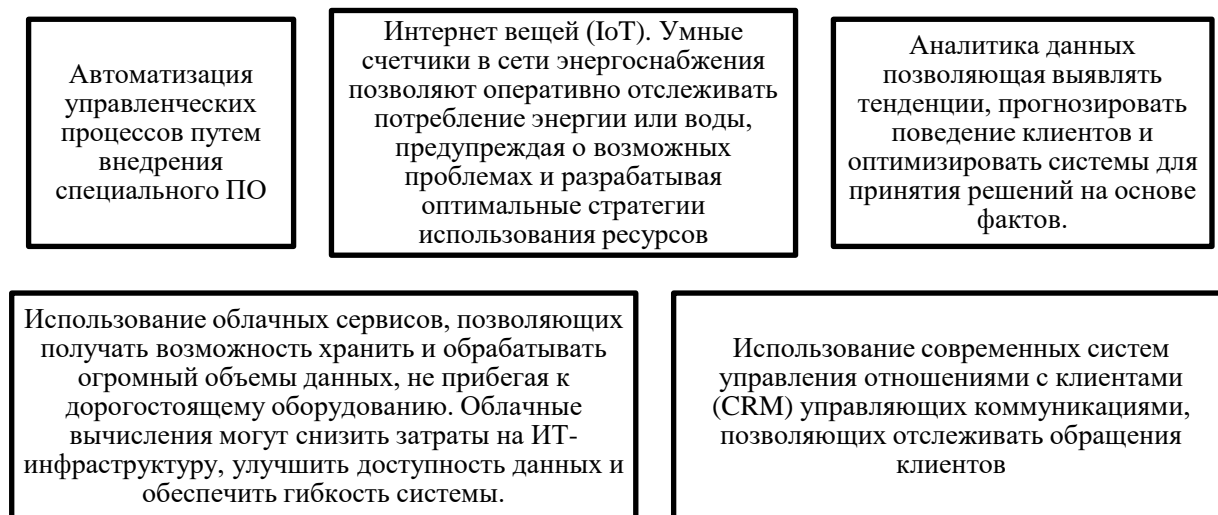 Автоматизация
управленческих
процессов путем
внедрения
специального ПО
Интернет вещей (IoT). Умные
счетчики в сети энергоснабжения
позволяют оперативно отслеживать
потребление энергии или воды,
предупреждая о возможных
проблемах и разрабатывая
оптимальные стратегии
использования ресурсов
Аналитика данных
позволяющая выявлять
тенденции, прогнозировать
поведение клиентов и
оптимизировать системы для
принятия решений на основе
фактов.
Использование облачных сервисов, позволяющих
получать возможность хранить и обрабатывать
огромный объемы данных, не прибегая к
дорогостоящему оборудованию. Облачные
вычисления могут снизить затраты на ИТ-
инфраструктуру, улучшить доступность данных и
обеспечить гибкость системы.
Использование современных систем
управления отношениями с клиентами
(CRM) управляющих коммуникациями,
позволяющих отслеживать обращения
клиентов